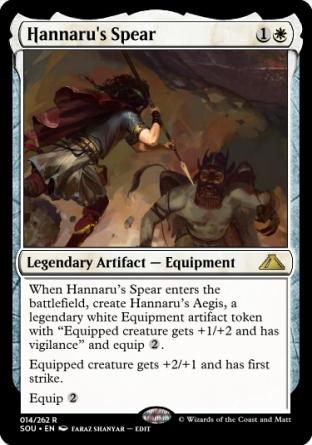 Hannaru's Spear 1
Legendary Artifact — Equipment
When Hannaru's Spear enters the
battlefield, create Hannaru's Aegis, a
legendary white Equipment artifact token
with “Equipped creature gets +1/+2 and has
vigilance” and equip 2.
Equipped creature gets +2/+1 and has first
strike.
Equip 2
014/262 R
SOU • EN FARAZ SHANYAR — EDIT
™ & © Wizards of the Coast and Matt